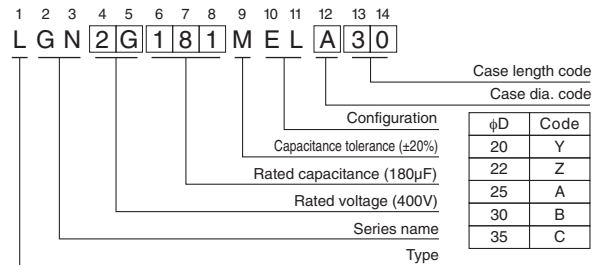 1 2 3 4 5 6 7 8 9 10 11 12 13 14
L G N 2 G 1 8 1 M E L A 3 0
Case length code
Case dia. code
Configuration
Capacitance tolerance (±20%)
Rated capacitance (180µF)
Rated voltage (400V)
Series name
Type
ϕD Code
20 Y
22 Z
25 A
30 B
35 C